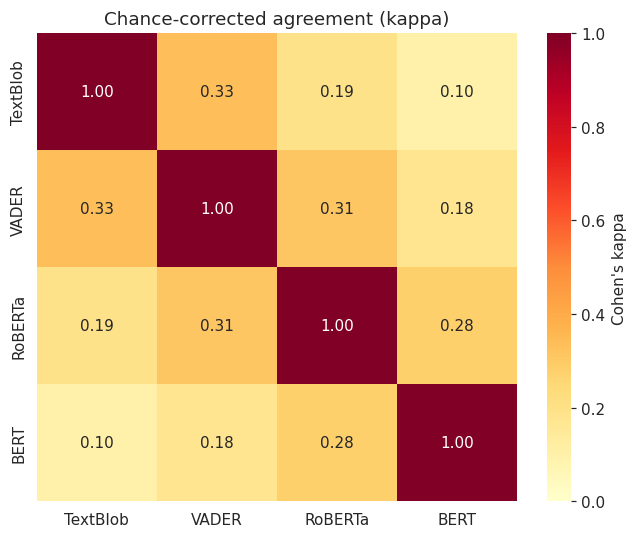 Chance-corrected agreement (kappa)
TextBlob 1.00 0.33 0.19 0.10
VADER 0.33 1.00 0.31 0.18
RoBERTa 0.19 0.31 1.00 0.28
BERT 0.10 0.18 0.28 1.00
TextBlob VADER RoBERTa BERT
1.0
0.8
0.6
0.4
0.2
0.0
Cohen's kappa